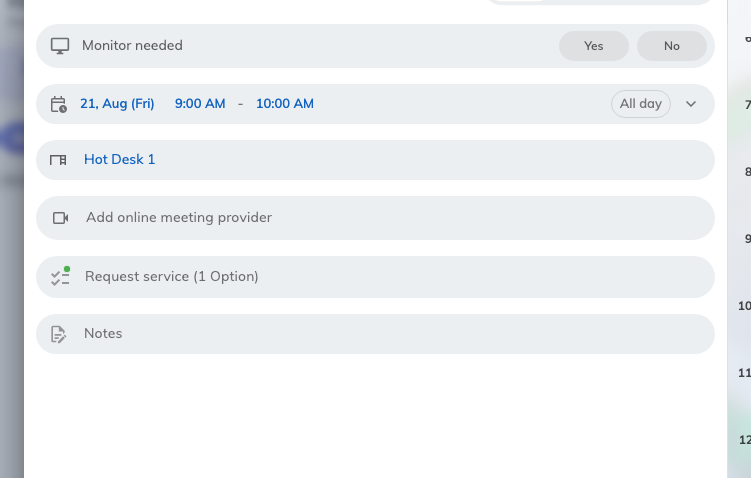 Monitor needed
Yes
No
21, Aug (Fri) 9:00 AM - 10:00 AM
All day
Hot Desk 1
Add online meeting provider
Request service (1 Option)
Notes
7
8
9
10
11
12